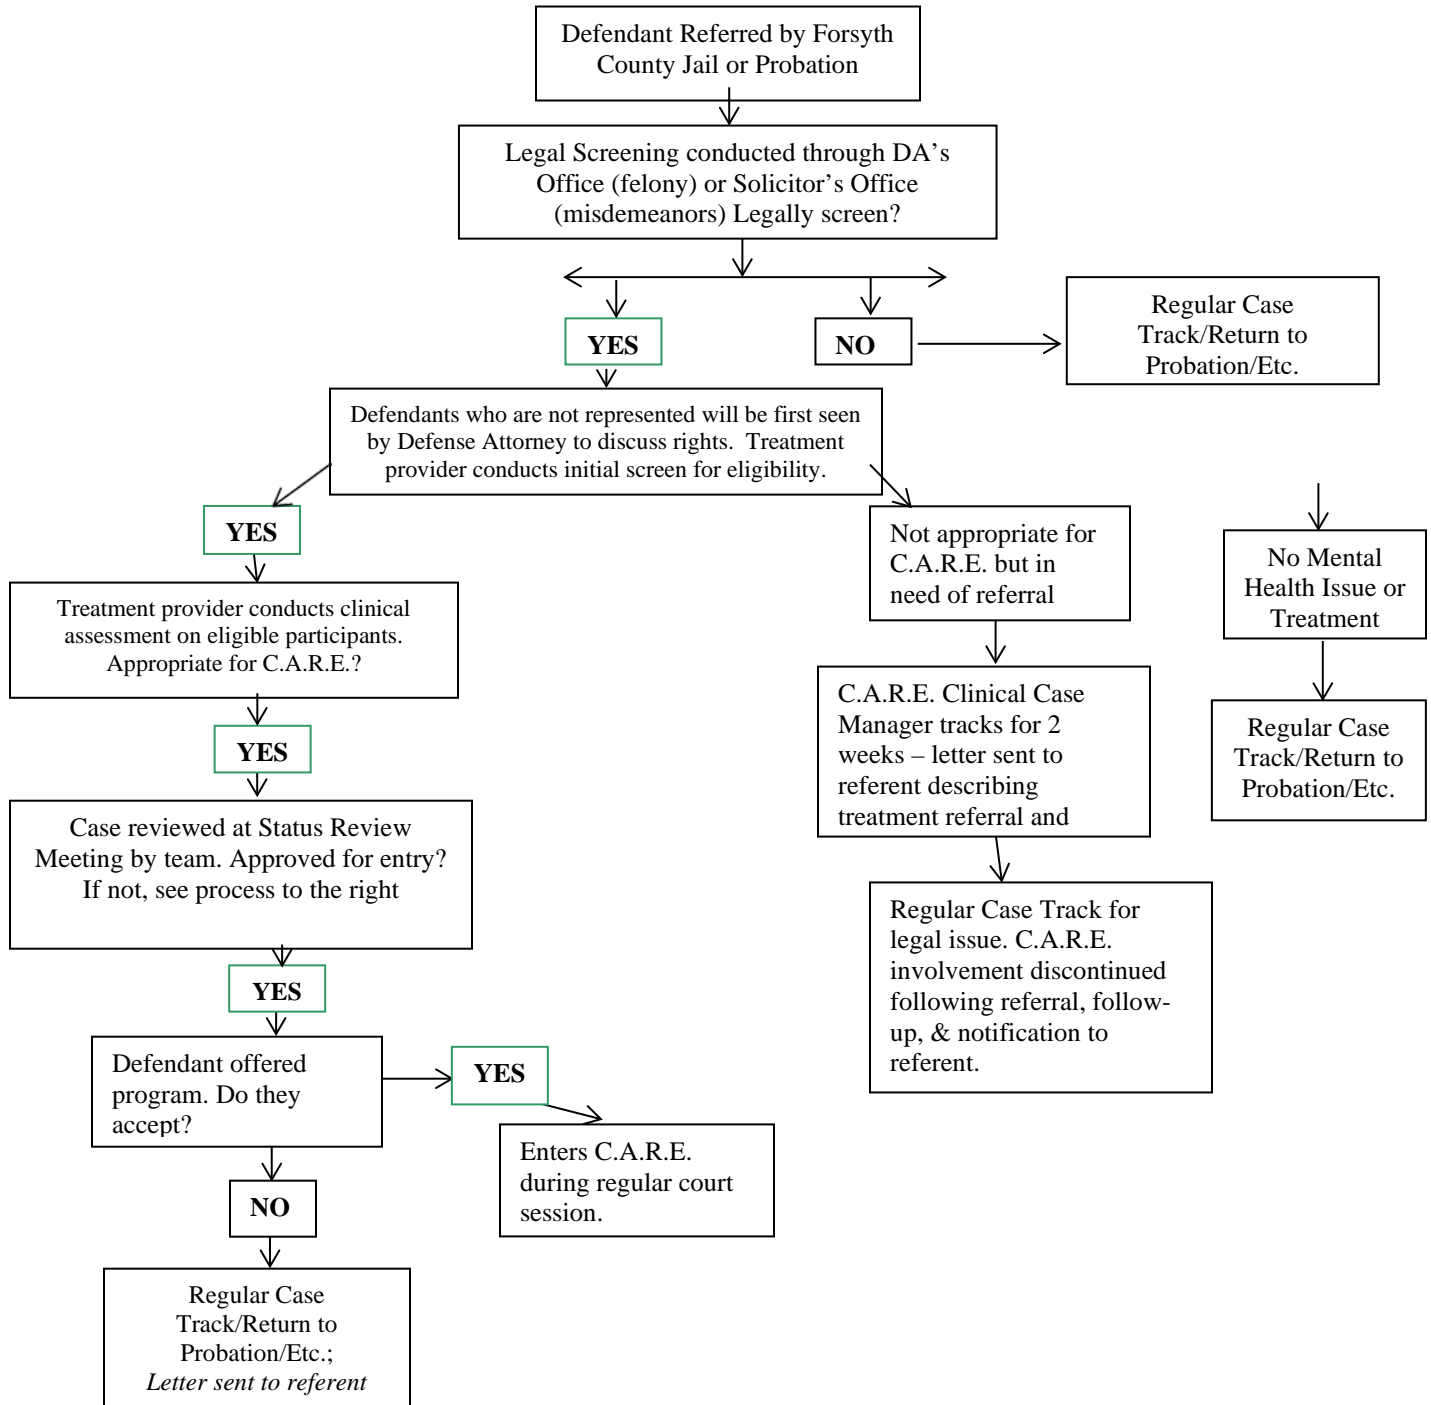 Defendant Referred by Forsyth
County Jail or Probation
Legal Screening conducted through DA's
Office (felony) or Solicitor's Office
(misdemeanors) Legally screen?
YES
NO
Regular Case
Track/Return to
Probation/Etc.
Defendants who are not represented will be first seen
by Defense Attorney to discuss rights. Treatment
provider conducts initial screen for eligibility.
YES
Not appropriate for
C.A.R.E. but in
need of referral
No Mental
Health Issue or
Treatment
Treatment provider conducts clinical
assessment on eligible participants.
Appropriate for C.A.R.E.?
C.A.R.E. Clinical Case
Manager tracks for 2
weeks – letter sent to
referent describing
treatment referral and
Regular Case
Track/Return to
Probation/Etc.
YES
Case reviewed at Status Review
Meeting by team. Approved for entry?
If not, see process to the right
Regular Case Track for
legal issue. C.A.R.E.
involvement discontinued
following referral, follow-
up, & notification to
referent.
YES
Defendant offered
program. Do they
accept?
YES
Enters C.A.R.E.
during regular court
session.
NO
Regular Case
Track/Return to
Probation/Etc.;
Letter sent to referent